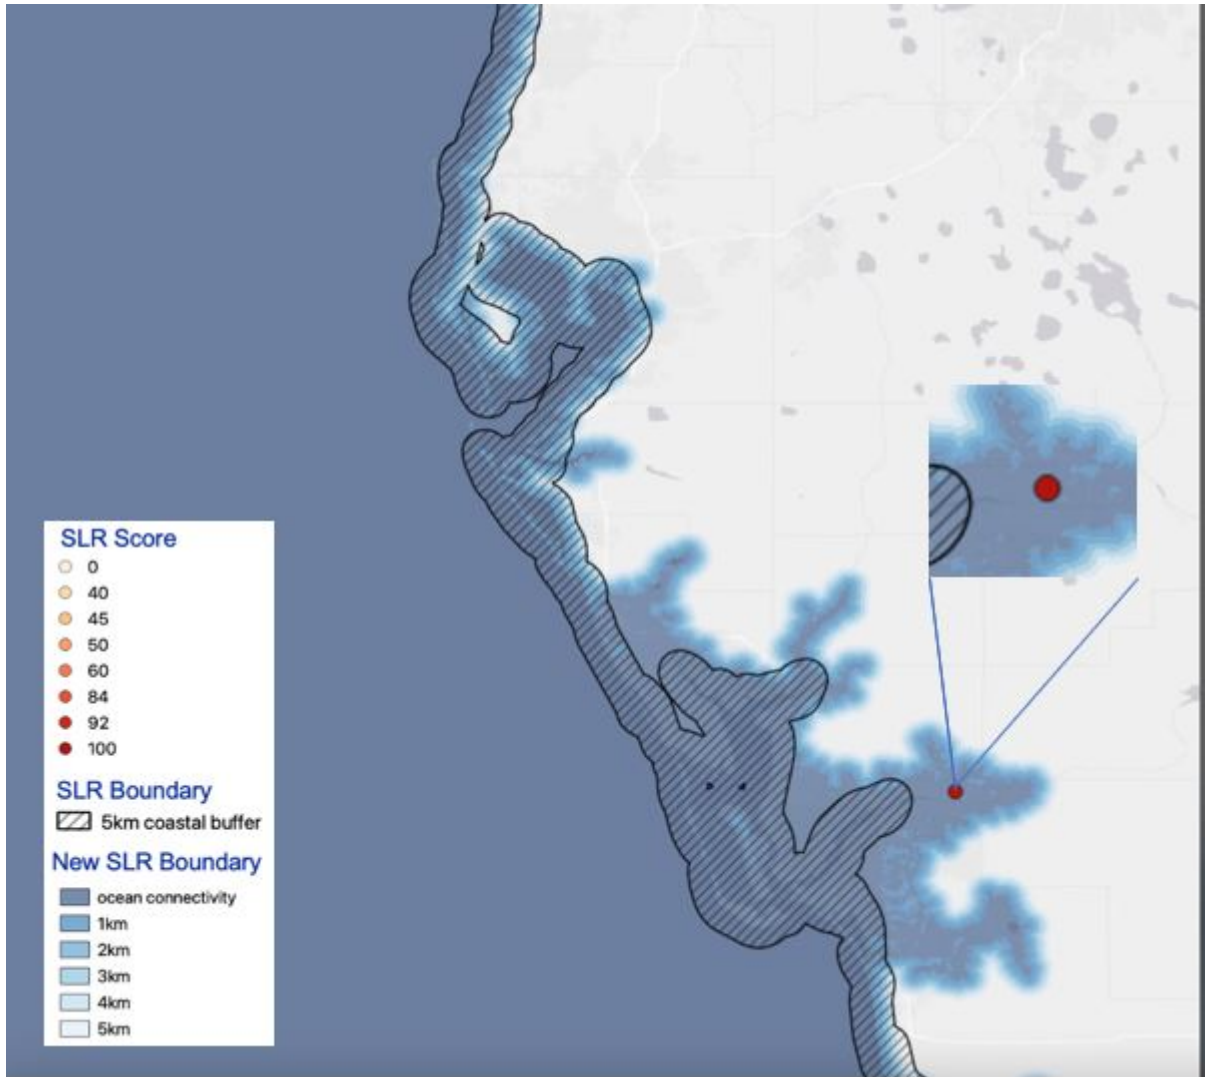 SLR Score
0
40
45
50
60
84
92
100
SLR Boundary
5km coastal buffer
New SLR Boundary
ocean connectivity
1km
2km
3km
4km
5km